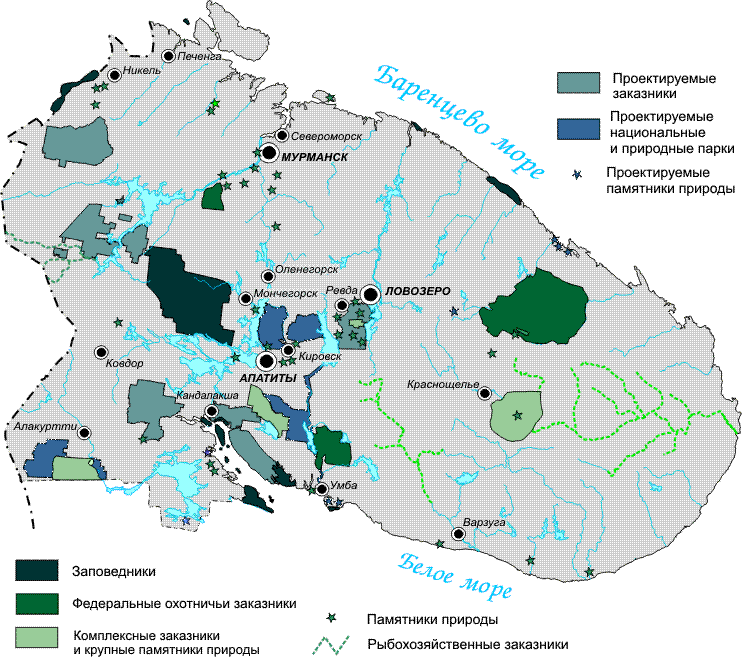 Печенга
Никель
Баренцево море
Североморск
МУРМАНСК
Проектируемые
заказники
Проектируемые
национальные
и природные парки
Проектируемые
памятники природы
Оленегорск
Мончегорск
Ревда
ЛОВОЗЕРО
Ковдор
Кировск
АПАТИТЫ
Кандалакша
Краснощелье
Алакуртти
Умба
Варзуга
Белое море
Заповедники
Федеральные охотничьи заказники
Комплексные заказники
и крупные памятники природы
Памятники природы
Рыбохозяйственные заказники